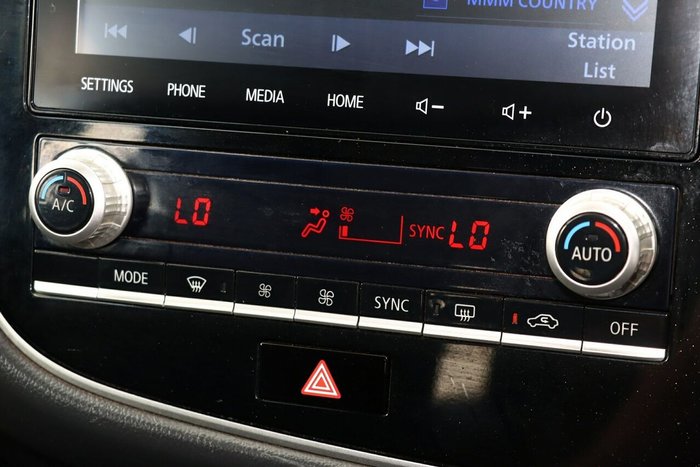 MMM COUNTRY
Scan
Station
List
SETTINGS
PHONE
MEDIA
HOME
A/C
LO
SYNC LO
AUTO
MODE
SYNC
OFF